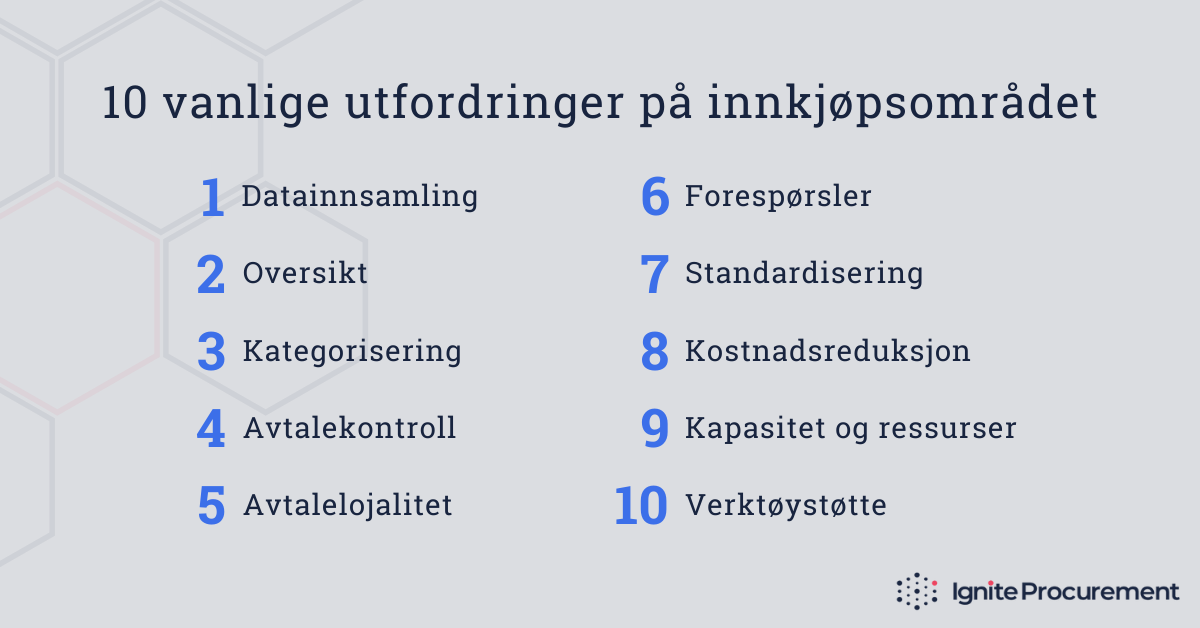 10 vanlige utfordringer på innkjøpsområdet
1 Datainnsamling
2 Oversikt
3 Kategorisering
4 Avtalekontroll
5 Avtalelojalitet
6 Forespørsler
7 Standardisering
8 Kostnadsreduksjon
9 Kapasitet og ressurser
10 Verktøystøtte
Ignite Procurement